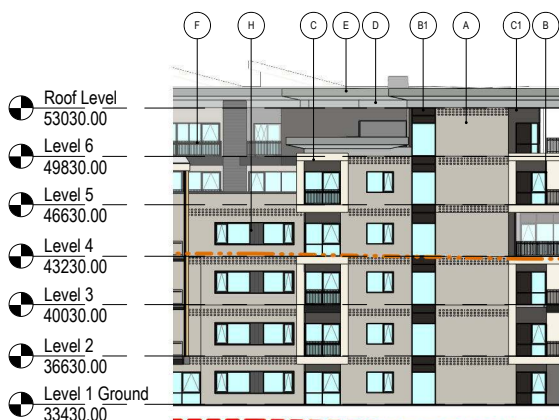 F H C E D B1 A C1 B
Roof Level
53030.00
Level 6
49830.00
Level 5
46630.00
Level 4
43230.00
Level 3
40030.00
Level 2
36630.00
Level 1 Ground
33430.00